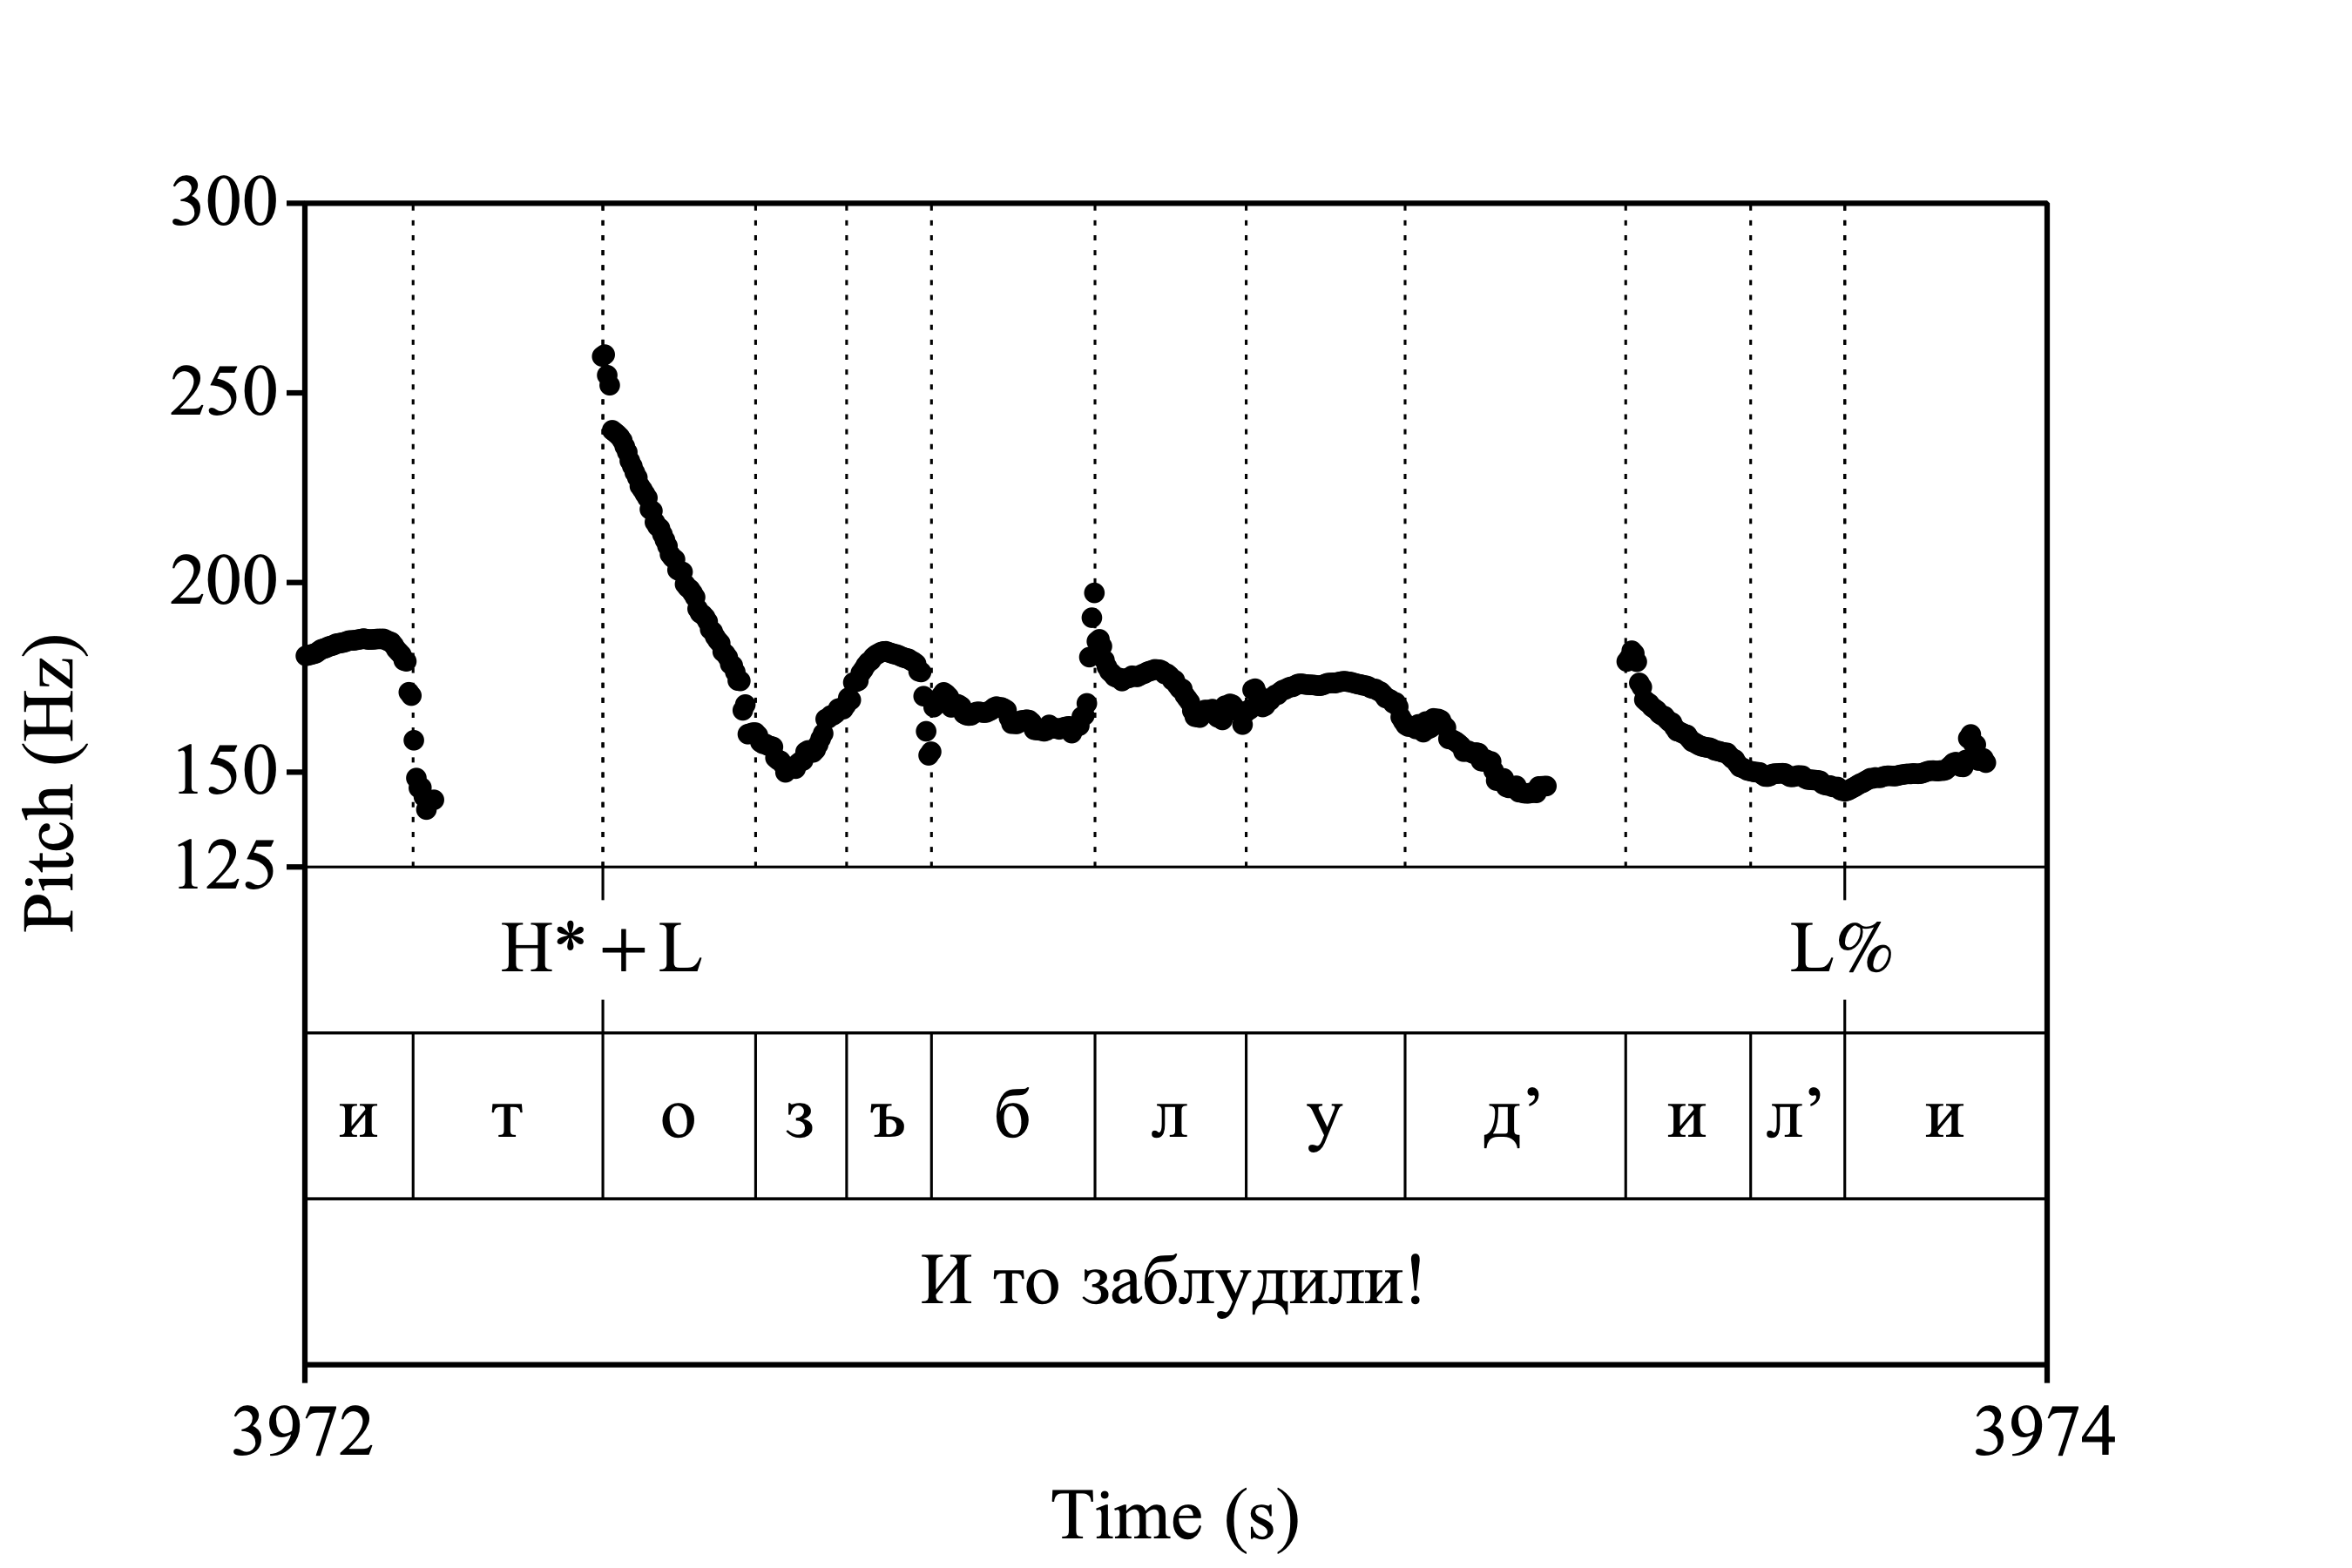 300
250
200
150
125
Pitch (Hz)
H* + L L%
и т о з ъ б л у д’ и л’ и
И то заблудили!
3972 3974
Time (s)